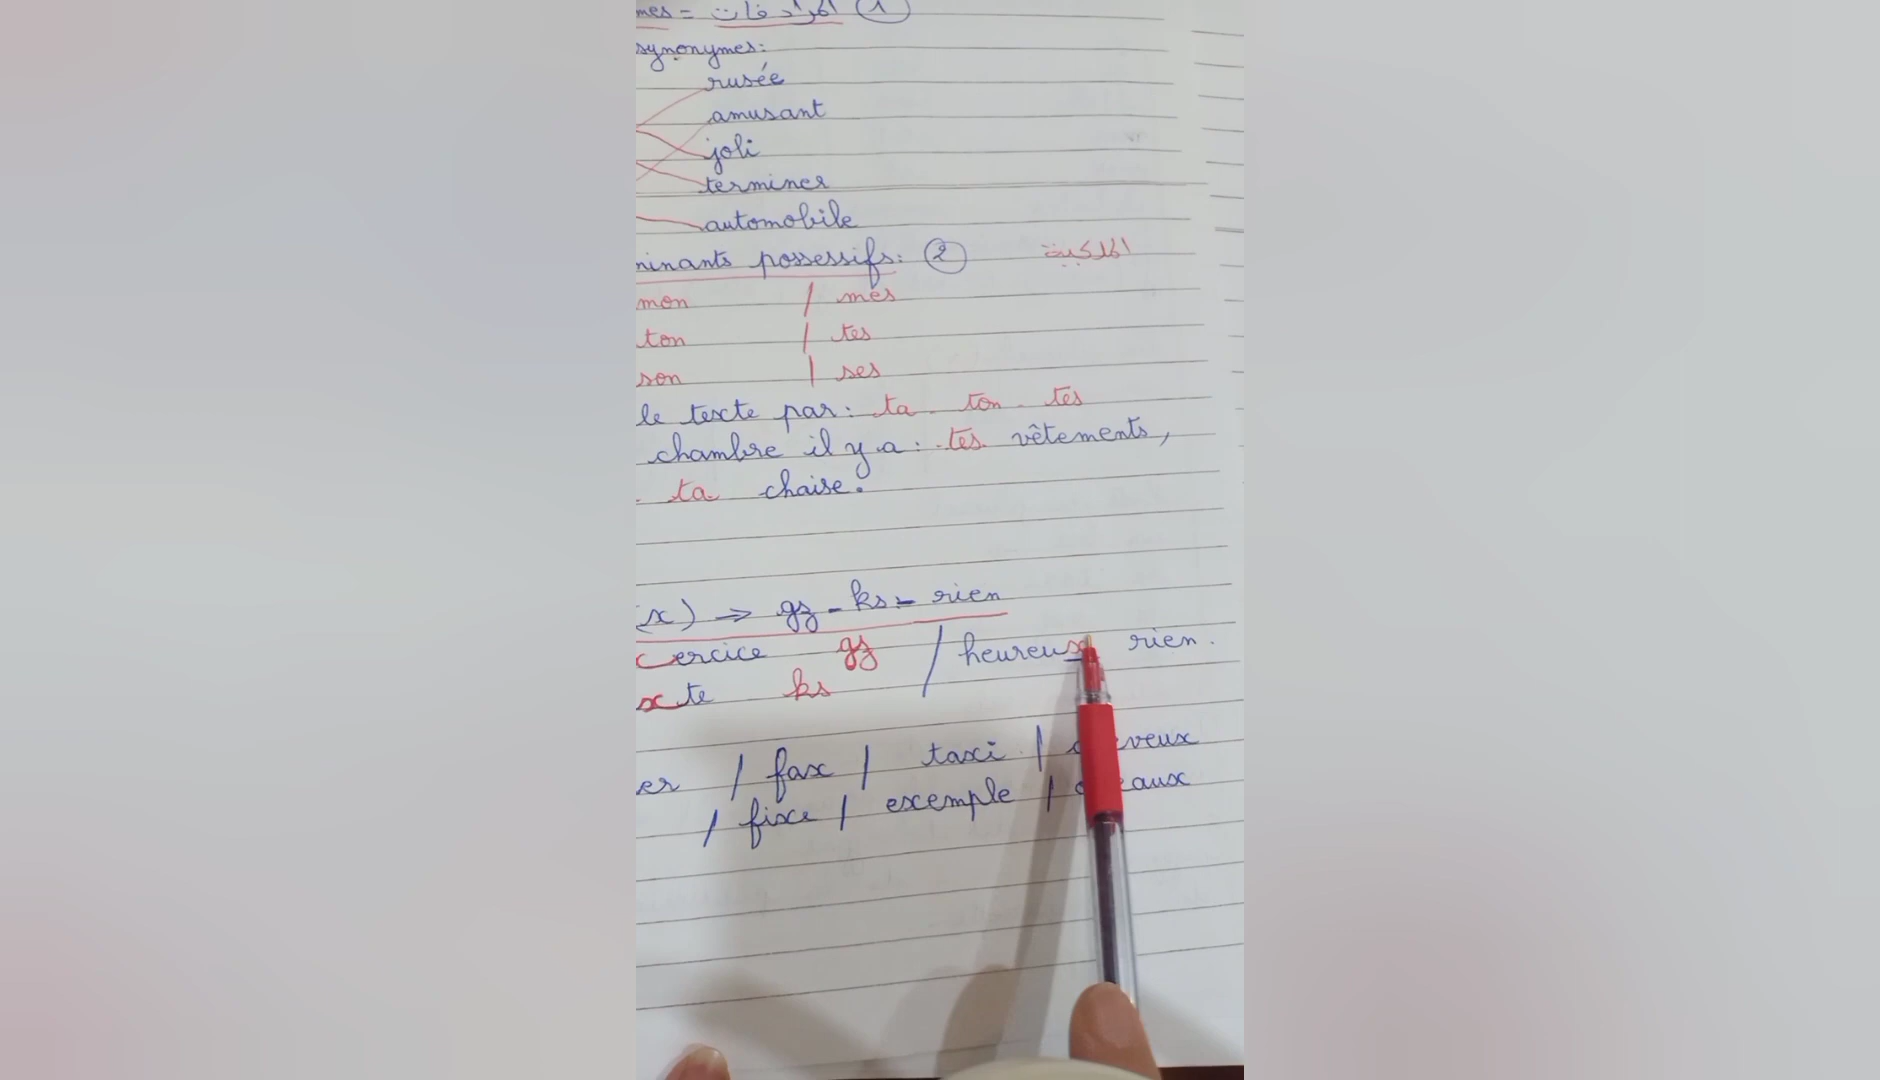 mes = المرادفات 1
synonymes:
rusée
amusant
joli
terminer
automobile
minants possessifs: 2 الملكية
mon / mes
ton / tes
son / ses
le texte par: ta - ton - tes
chambre il y a: tes vêtements,
ta chaise.
(x) => gz - ks - rien
xercice gz / heureux rien.
xte ks
er / fax / taxi / veux
/ fixe / exemple / eaux